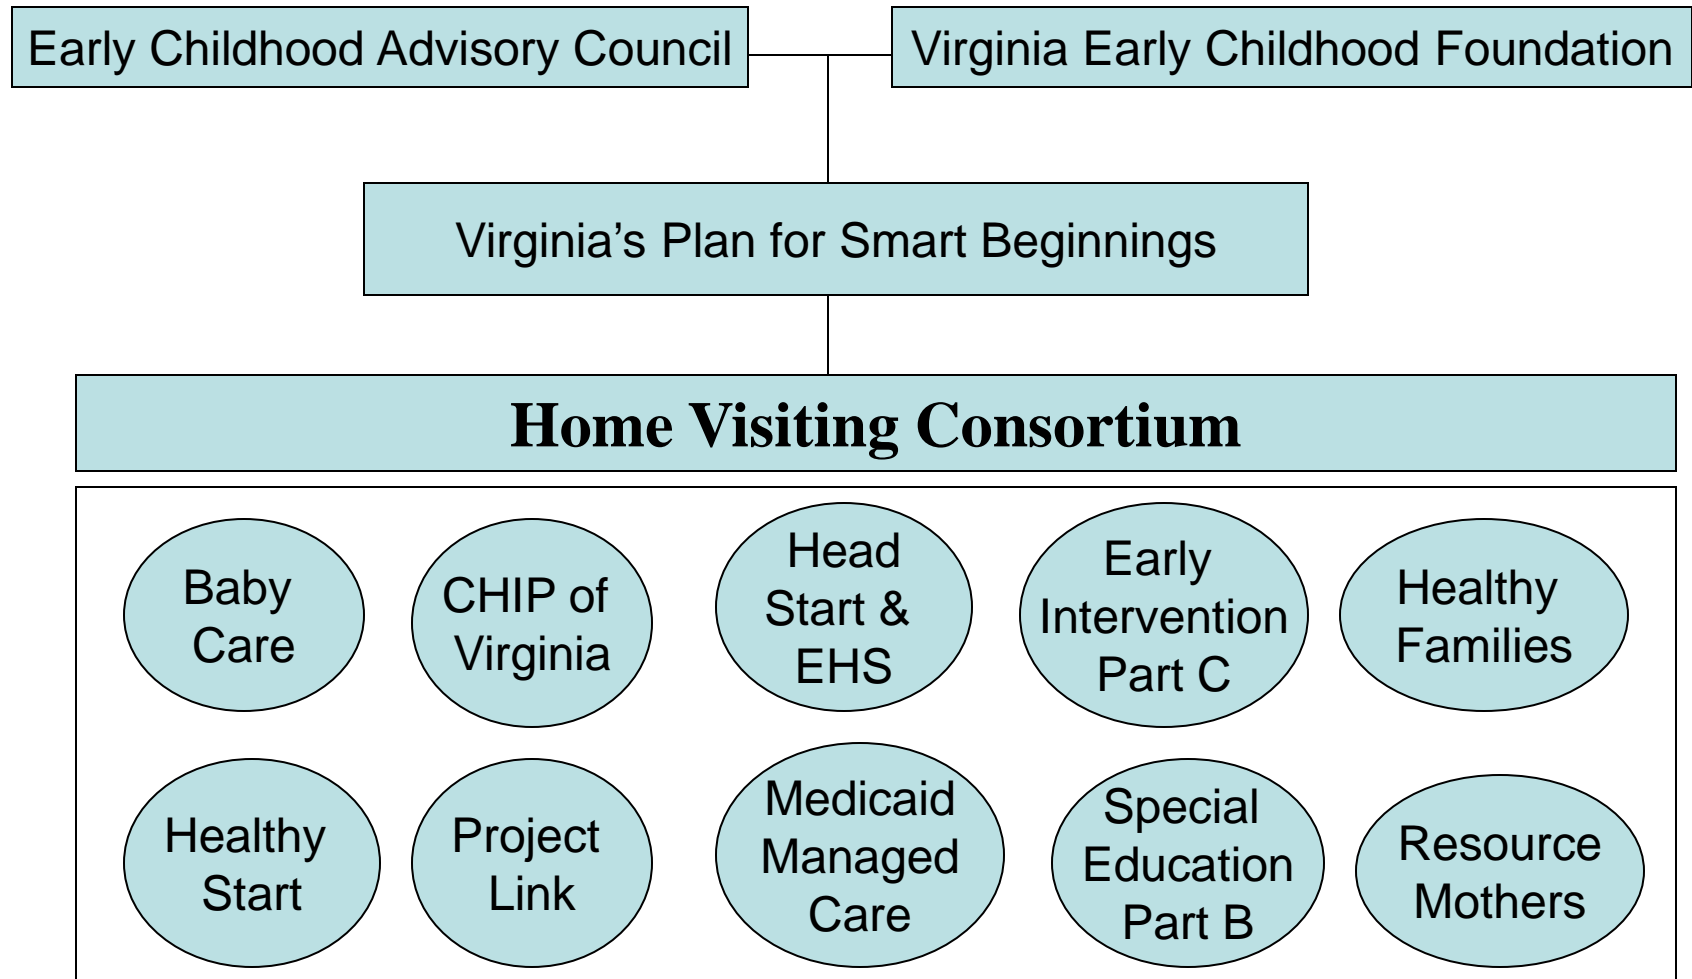 Early Childhood Advisory Council
Virginia Early Childhood Foundation
Virginia’s Plan for Smart Beginnings
Home Visiting Consortium
Baby
Care
CHIP of
Virginia
Head
Start &
EHS
Early
Intervention
Part C
Healthy
Families
Healthy
Start
Project
Link
Medicaid
Managed
Care
Special
Education
Part B
Resource
Mothers